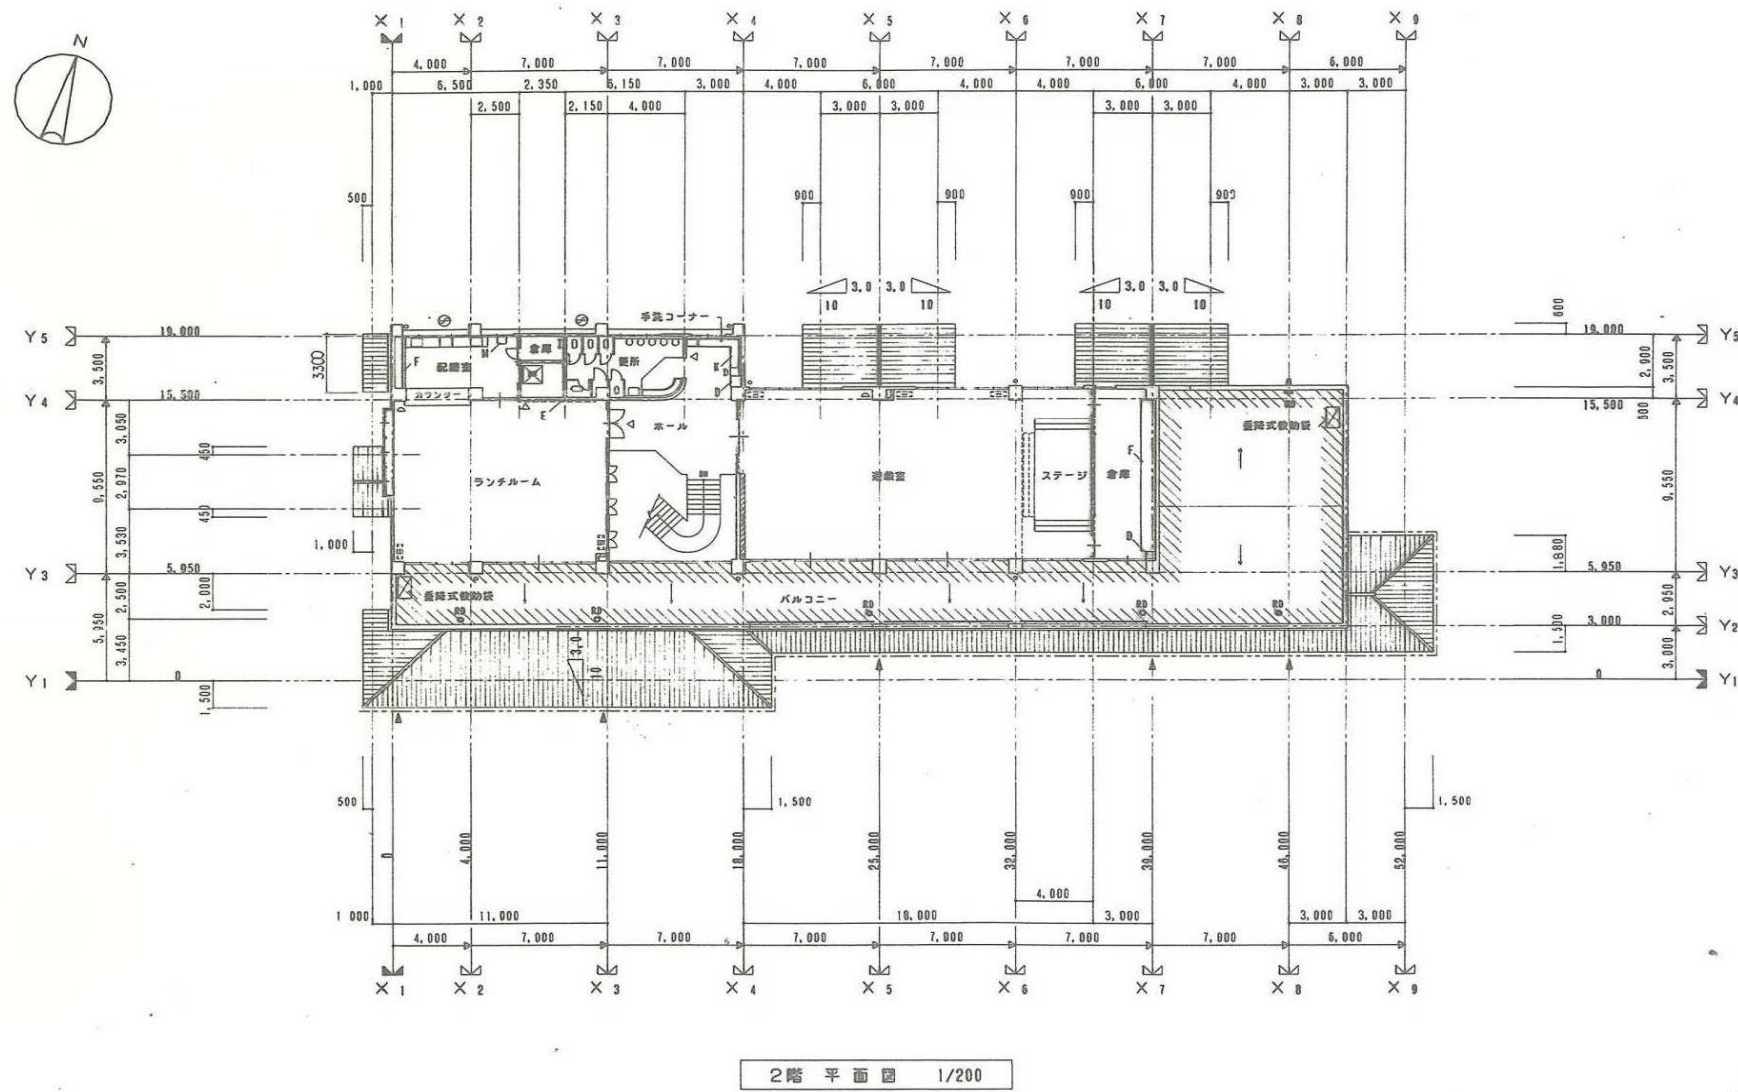 N
X1 X2 X3 X4 X5 X6 X7 X8 X9
4,000 7,000 7,000 7,000 7,000 7,000 7,000 6,000
1,000 6,500 2,350 6,150 3,000 4,000 6,000 4,000 4,000 6,000 4,000 3,000 3,000
2,500 2,150 4,000 3,000 3,000 3,000 3,000
500 900 900 900 900
3.0 3.0 3.0 3.0
10 10 10 10
600
手洗コーナー
Y5 19,000 19,000 Y5
3,500 3300 F 配膳室 M 倉庫 便所 K D 2,900 3,500
カウンター
D E D
Y4 15,500 15,500 Y4
600
3,050 450 ホール 垂降式救助袋
9,550 2,970 ランチルーム 遊戯室 ステージ 倉庫 F 9,550
450
3,530 1,000 D 1,880
Y3 5,950 5,950 Y3
2,500 2,000 垂降式救助袋 バルコニー 2,950
RD RD RD RD RD
5,950 3,450 3,000 Y2
3.0 1,500 3,000
10
Y1 0 0 Y1
1,500
500 1,500 1,500
0 4,000 11,000 18,000 25,000 32,000 39,000 46,000 52,000
4,000
1,000 11,000 18,000 3,000 3,000 3,000
4,000 7,000 7,000 7,000 7,000 7,000 7,000 6,000
X1 X2 X3 X4 X5 X6 X7 X8 X9
2階 平面図 1/200